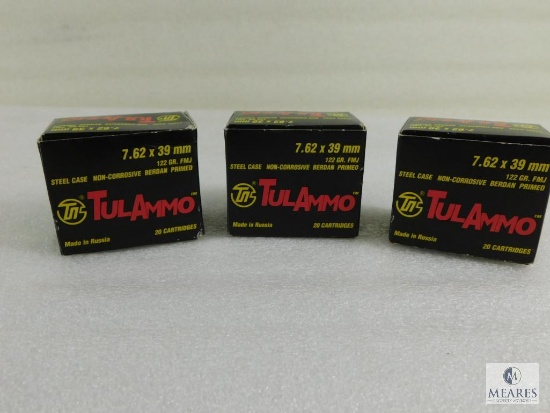 7.62 x 39 mm
122 GR. FMJ
STEEL CASE NON-CORROSIVE BERDAN PRIMED
TULAMMO
Made in Russia
20 CARTRIDGES
7.62 x 39 mm
122 GR. FMJ
STEEL CASE NON-CORROSIVE BERDAN PRIMED
TULAMMO
Made in Russia
20 CARTRIDGES
7.62 x 39 mm
122 GR. FMJ
STEEL CASE NON-CORROSIVE BERDAN PRIMED
TULAMMO
Made in Russia
20 CARTRIDGES
MEARES